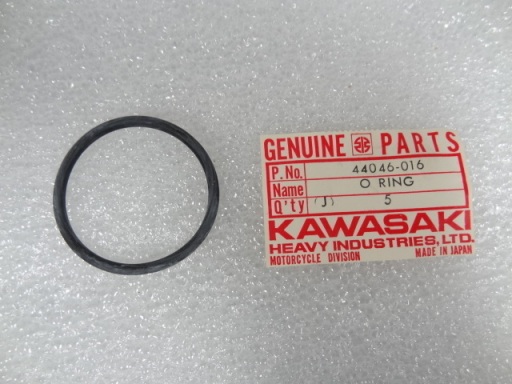 GENUINE PARTS
P. No. 44046-016
Name O RING
Q'ty (J) 5
KAWASAKI
HEAVY INDUSTRIES, LTD.
MOTORCYCLE DIVISION MADE IN JAPAN